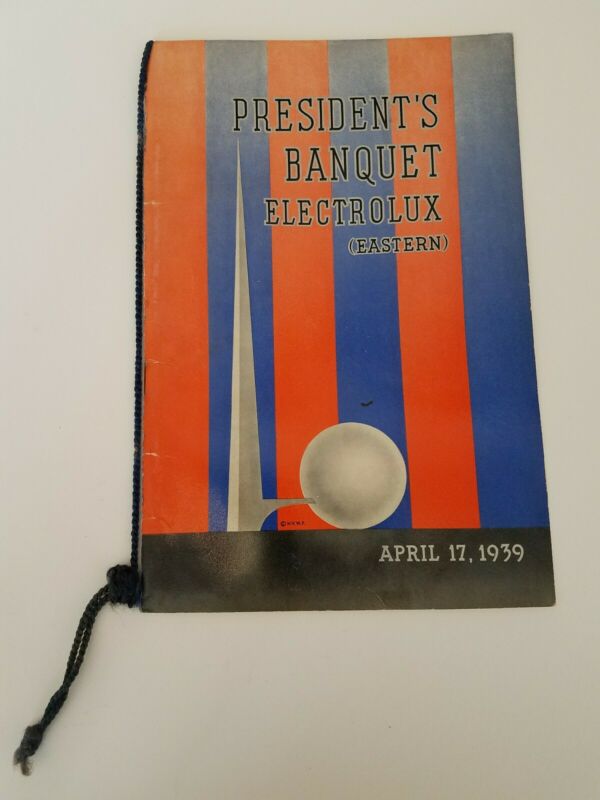 PRESIDENT'S
BANQUET
ELECTROLUX
(EASTERN)
©N.Y.W.F.
APRIL 17, 1939